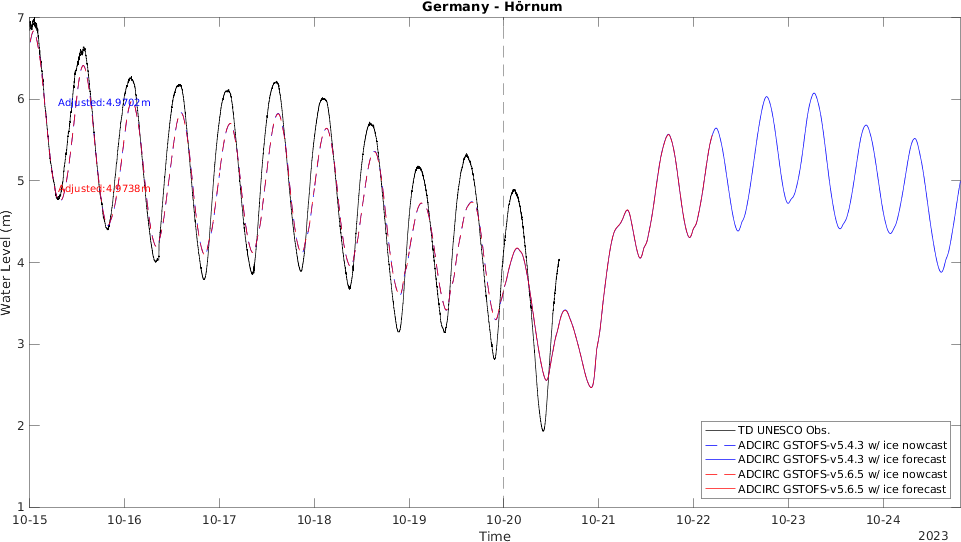 Germany - Hörnum
7
6
5
4
3
2
1
Water Level (m)
Adjusted:4.9702m
Adjusted:4.9738m
TD UNESCO Obs.
ADCIRC GSTOFS-v5.4.3 w/ ice nowcast
ADCIRC GSTOFS-v5.4.3 w/ ice forecast
ADCIRC GSTOFS-v5.6.5 w/ ice nowcast
ADCIRC GSTOFS-v5.6.5 w/ ice forecast
10-15 10-16 10-17 10-18 10-19 10-20 10-21 10-22 10-23 10-24
Time
2023